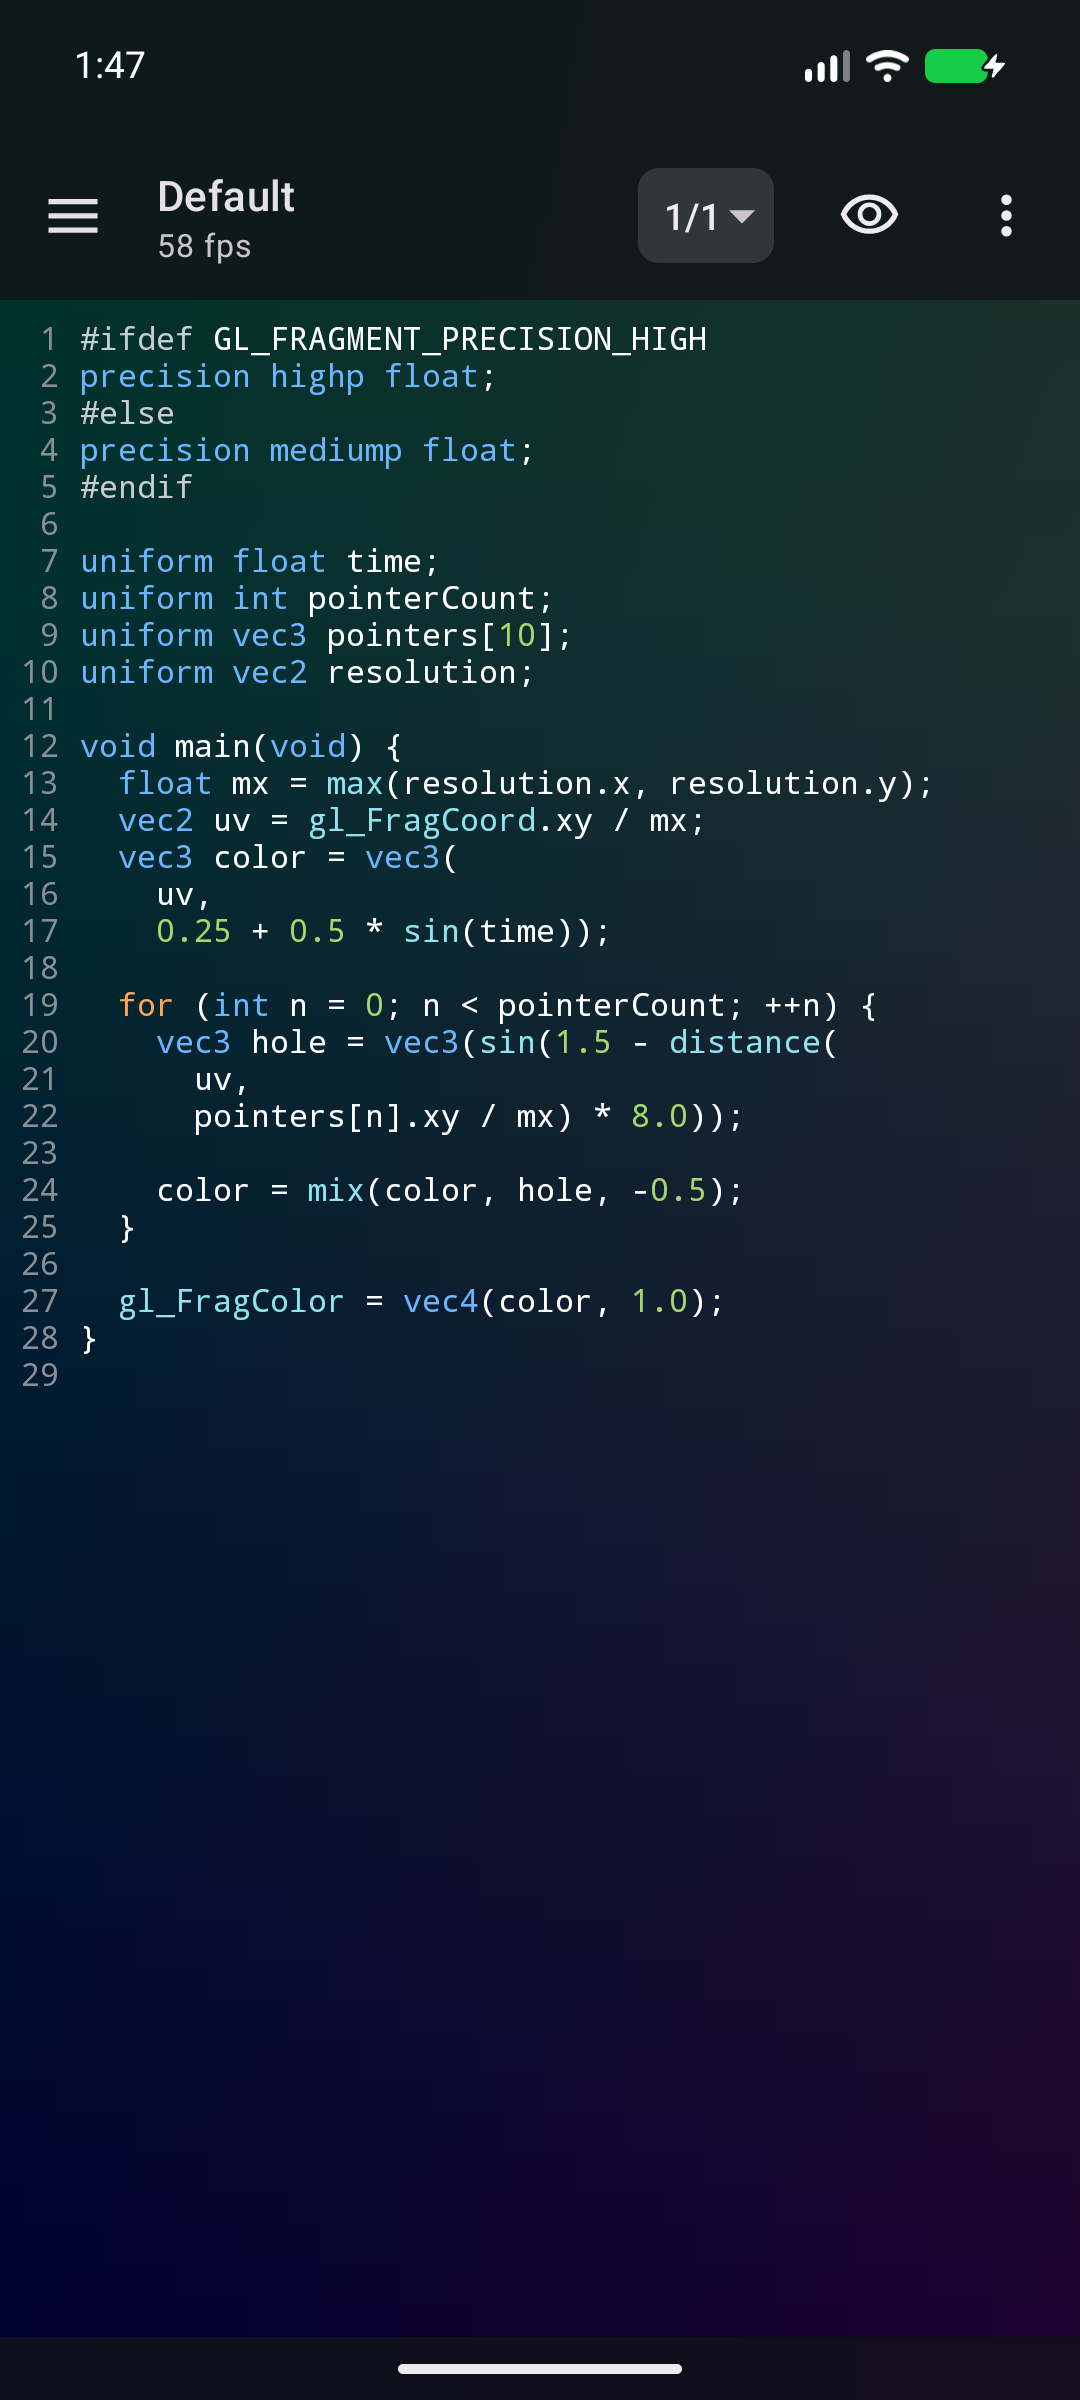 1:47
Default
58 fps
1/1
1 #ifdef GL_FRAGMENT_PRECISION_HIGH
2 precision highp float;
3 #else
4 precision mediump float;
5 #endif
6
7 uniform float time;
8 uniform int pointerCount;
9 uniform vec3 pointers[10];
10 uniform vec2 resolution;
11
12 void main(void) {
13   float mx = max(resolution.x, resolution.y);
14   vec2 uv = gl_FragCoord.xy / mx;
15   vec3 color = vec3(
16     uv,
17     0.25 + 0.5 * sin(time));
18
19   for (int n = 0; n < pointerCount; ++n) {
20     vec3 hole = vec3(sin(1.5 - distance(
21       uv,
22       pointers[n].xy / mx) * 8.0));
23
24     color = mix(color, hole, -0.5);
25   }
26
27   gl_FragColor = vec4(color, 1.0);
28 }
29